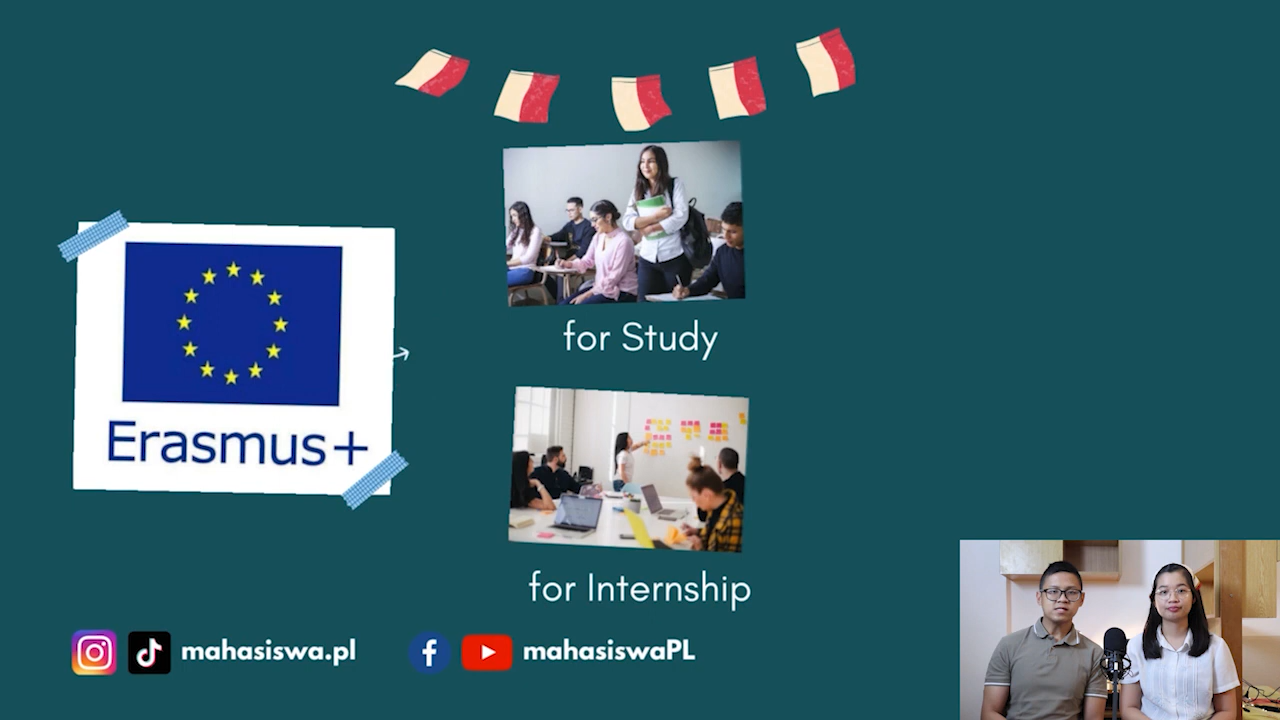 Erasmus+
for Study
for Internship
mahasiswa.pl
mahasiswaPL